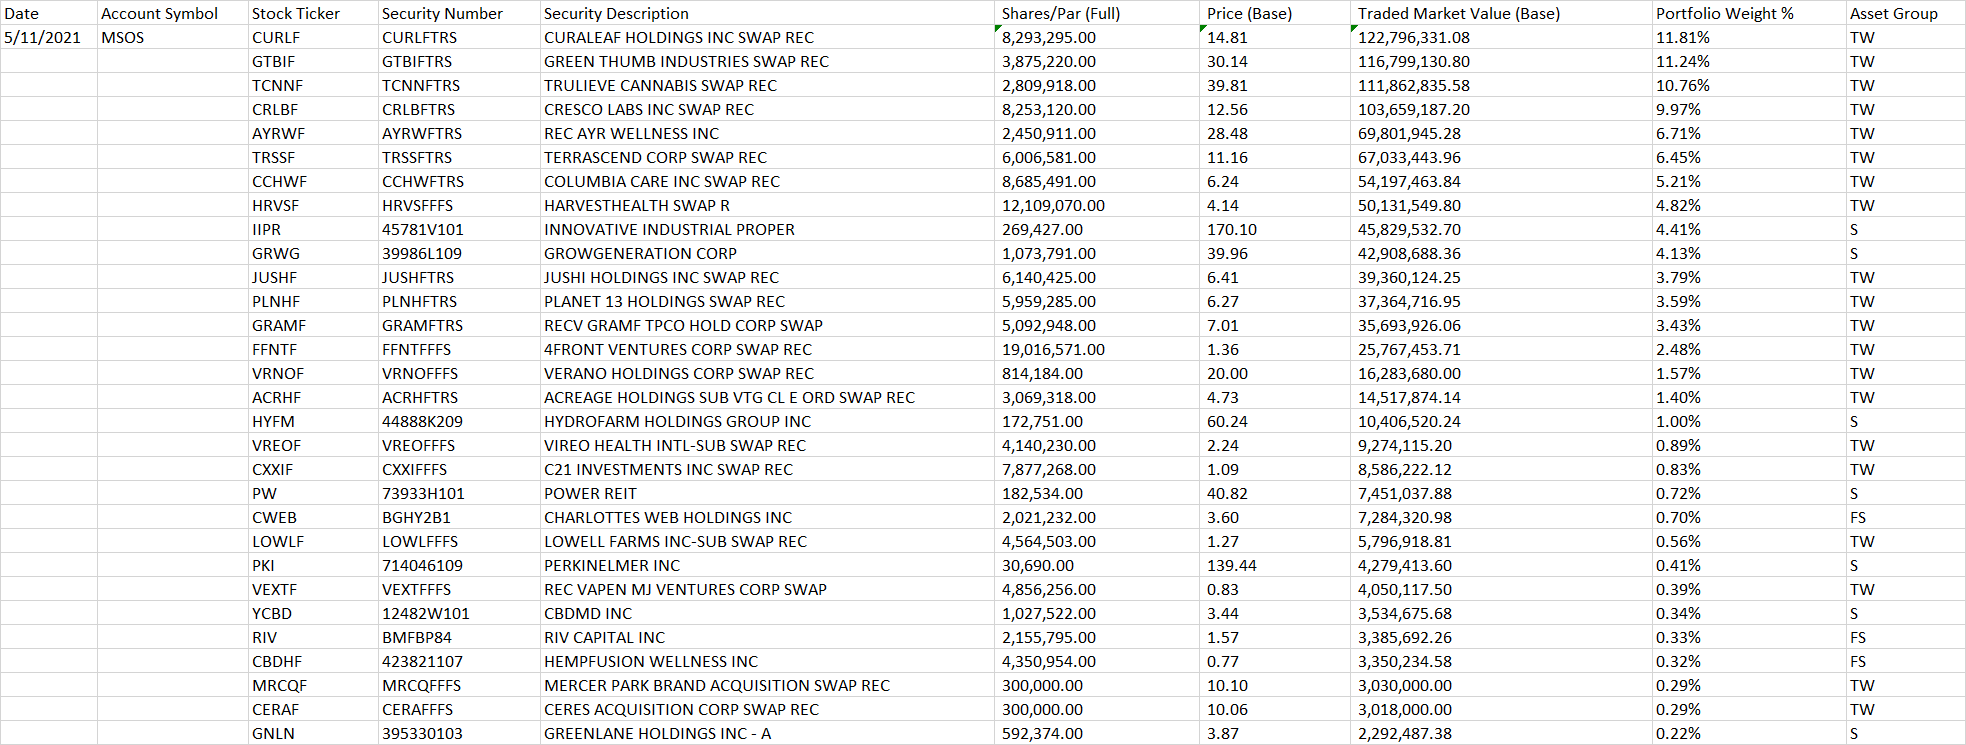 Date Account Symbol Stock Ticker Security Number Security Description Shares/Par (Full) Price (Base) Traded Market Value (Base) Portfolio Weight % Asset Group
5/11/2021 MSOS CURLF CURLFTRS CURALEAF HOLDINGS INC SWAP REC 8,293,295.00 14.81 122,796,331.08 11.81% TW
GTBIF GTBIFTRS GREEN THUMB INDUSTRIES SWAP REC 3,875,220.00 30.14 116,799,130.80 11.24% TW
TCNNF TCNNFTRS TRULIEVE CANNABIS SWAP REC 2,809,918.00 39.81 111,862,835.58 10.76% TW
CRLBF CRLBFTRS CRESCO LABS INC SWAP REC 8,253,120.00 12.56 103,659,187.20 9.97% TW
AYRWF AYRWFTRS REC AYR WELLNESS INC 2,450,911.00 28.48 69,801,945.28 6.71% TW
TRSSF TRSSFTRS TERRASCEND CORP SWAP REC 6,006,581.00 11.16 67,033,443.96 6.45% TW
CCHWF CCHWFTRS COLUMBIA CARE INC SWAP REC 8,685,491.00 6.24 54,197,463.84 5.21% TW
HRVSF HRVSFFFS HARVESTHEALTH SWAP R 12,109,070.00 4.14 50,131,549.80 4.82% TW
IIPR 45781V101 INNOVATIVE INDUSTRIAL PROPER 269,427.00 170.10 45,829,532.70 4.41% S
GRWG 39986L109 GROWGENERATION CORP 1,073,791.00 39.96 42,908,688.36 4.13% S
JUSHF JUSHFTRS JUSHI HOLDINGS INC SWAP REC 6,140,425.00 6.41 39,360,124.25 3.79% TW
PLNHF PLNHFTRS PLANET 13 HOLDINGS SWAP REC 5,959,285.00 6.27 37,364,716.95 3.59% TW
GRAMF GRAMFTRS RECV GRAMF TPCO HOLD CORP SWAP 5,092,948.00 7.01 35,693,926.06 3.43% TW
FFNTF FFNTFFFS 4FRONT VENTURES CORP SWAP REC 19,016,571.00 1.36 25,767,453.71 2.48% TW
VRNOF VRNOFFFS VERANO HOLDINGS CORP SWAP REC 814,184.00 20.00 16,283,680.00 1.57% TW
ACRHF ACRHFTRS ACREAGE HOLDINGS SUB VTG CL E ORD SWAP REC 3,069,318.00 4.73 14,517,874.14 1.40% TW
HYFM 44888K209 HYDROFARM HOLDINGS GROUP INC 172,751.00 60.24 10,406,520.24 1.00% S
VREOF VREOFFFS VIREO HEALTH INTL-SUB SWAP REC 4,140,230.00 2.24 9,274,115.20 0.89% TW
CXXIF CXXIFFFS C21 INVESTMENTS INC SWAP REC 7,877,268.00 1.09 8,586,222.12 0.83% TW
PW 73933H101 POWER REIT 182,534.00 40.82 7,451,037.88 0.72% S
CWEB BGHY2B1 CHARLOTTES WEB HOLDINGS INC 2,021,232.00 3.60 7,284,320.98 0.70% FS
LOWLF LOWLFFFS LOWELL FARMS INC-SUB SWAP REC 4,564,503.00 1.27 5,796,918.81 0.56% TW
PKI 714046109 PERKINELMER INC 30,690.00 139.44 4,279,413.60 0.41% S
VEXTF VEXTFFFS REC VAPEN MJ VENTURES CORP SWAP 4,856,256.00 0.83 4,050,117.50 0.39% TW
YCBD 12482W101 CBDMD INC 1,027,522.00 3.44 3,534,675.68 0.34% S
RIV BMFBP84 RIV CAPITAL INC 2,155,795.00 1.57 3,385,692.26 0.33% FS
CBDHF 423821107 HEMPFUSION WELLNESS INC 4,350,954.00 0.77 3,350,234.58 0.32% FS
MRCQF MRCQFFFS MERCER PARK BRAND ACQUISITION SWAP REC 300,000.00 10.10 3,030,000.00 0.29% TW
CERAF CERAFFFS CERES ACQUISITION CORP SWAP REC 300,000.00 10.06 3,018,000.00 0.29% TW
GNLN 395330103 GREENLANE HOLDINGS INC - A 592,374.00 3.87 2,292,487.38 0.22% S